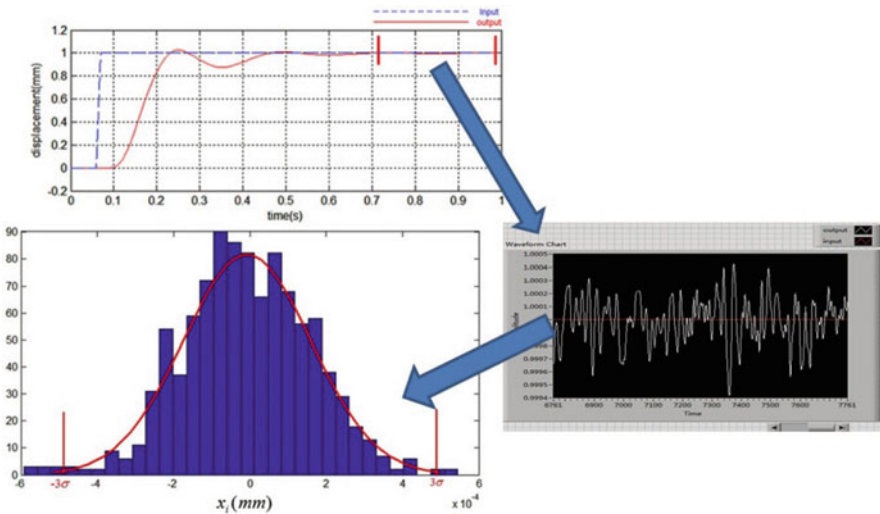 input
output
1.2
1
0.8
0.6
0.4
0.2
0
-0.2
displacement(mm)
0 0.1 0.2 0.3 0.4 0.5 0.6 0.7 0.8 0.9 1
time(s)
90
80
70
60
50
40
30
20
10
0
-3σ
3σ
-6 -4 -2 0 2 4 6
x_i(mm)
×10⁻⁴
output
input
Waveform Chart
1.0005
1.0004
1.0002
1.0001
0.9997
0.9996
0.9995
0.9994
6761 6900 7000 7100 7200 7300 7400 7500 7600 7761
Time